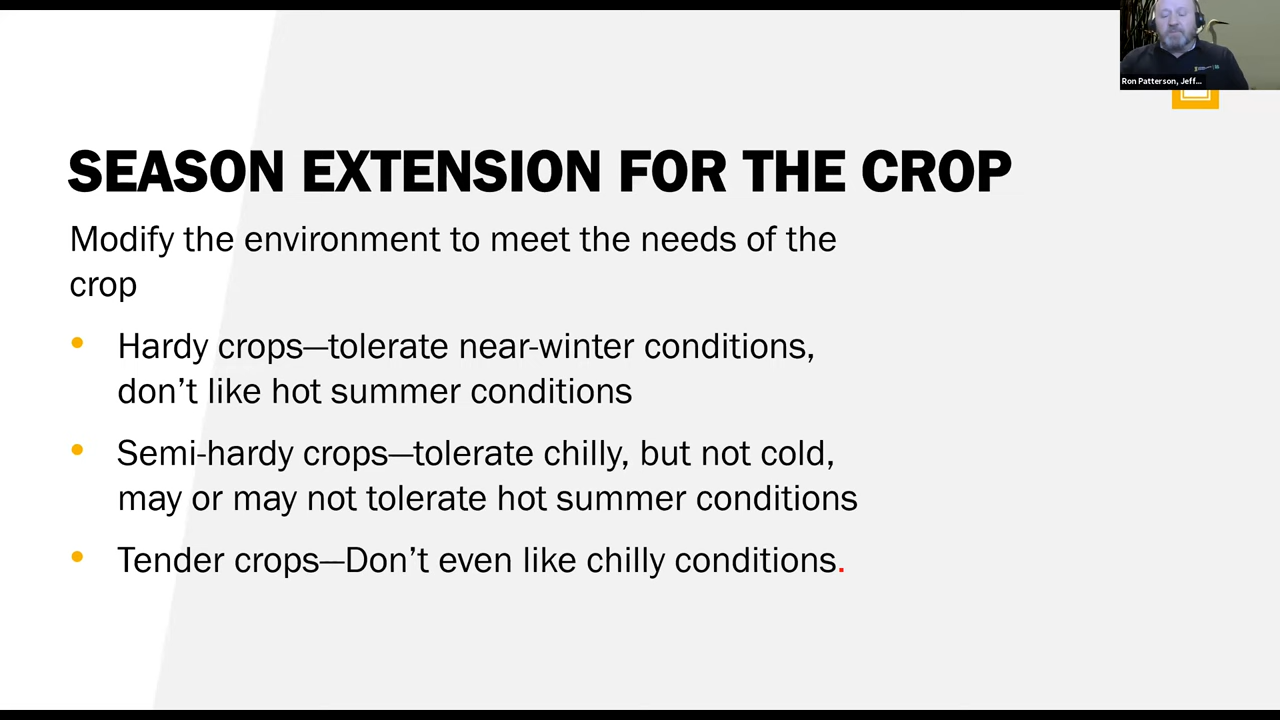 Ron Patterson, Jeff...
SEASON EXTENSION FOR THE CROP
Modify the environment to meet the needs of the
crop
• Hardy crops—tolerate near-winter conditions,
don’t like hot summer conditions
• Semi-hardy crops—tolerate chilly, but not cold,
may or may not tolerate hot summer conditions
• Tender crops—Don’t even like chilly conditions.